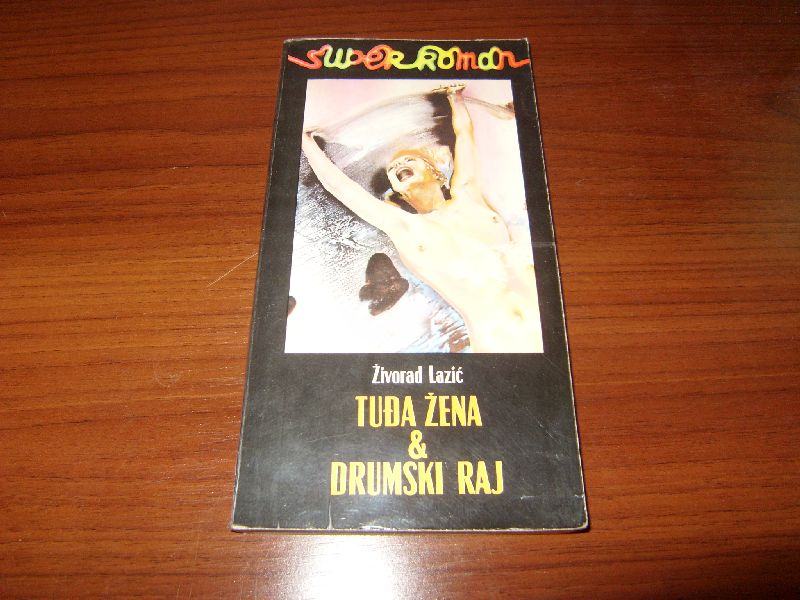 super roman
Živorad Lazić
TUĐA ŽENA
&
DRUMSKI RAJ